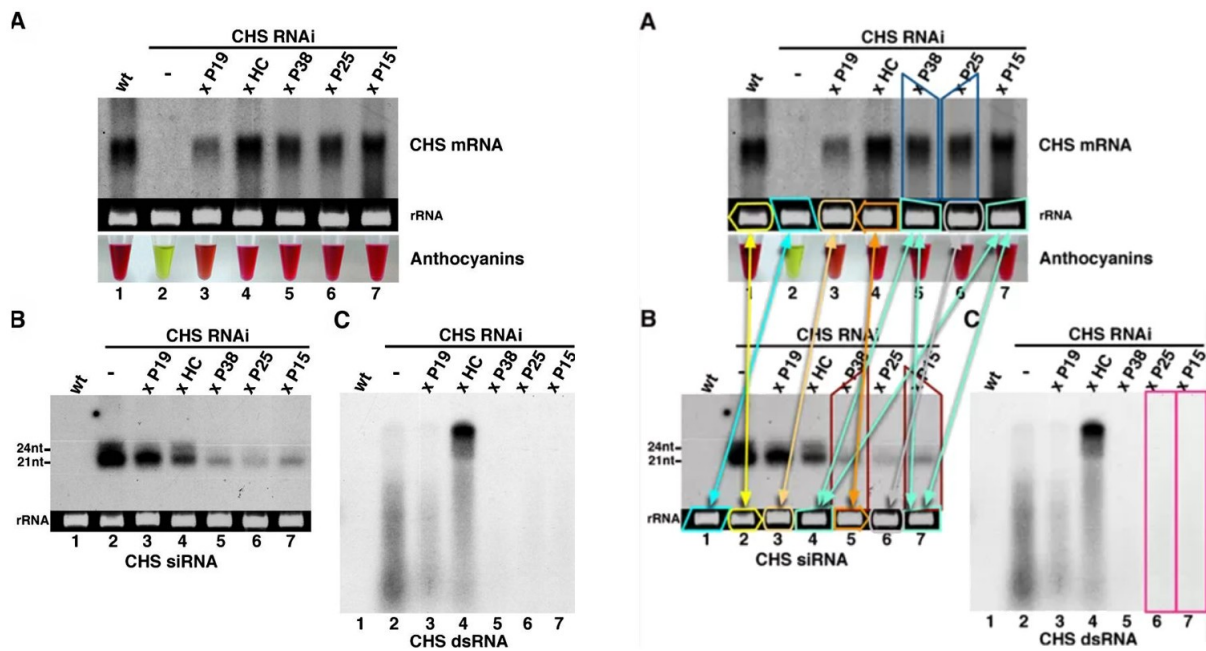 A
CHS RNAi
wt
-
x P19
x HC
x P38
x P25
x P15
CHS mRNA
rRNA
Anthocyanins
1 2 3 4 5 6 7
B
CHS RNAi
wt
-
x P19
x HC
x P38
x P25
x P15
24nt
21nt
rRNA
1 2 3 4 5 6 7
CHS siRNA
C
CHS RNAi
wt
-
x P19
x HC
x P38
x P25
x P15
1 2 3 4 5 6 7
CHS dsRNA
A
CHS RNAi
wt
-
x P19
x HC
x P38
x P25
x P15
CHS mRNA
rRNA
Anthocyanins
1 2 3 4 5 6 7
B
CHS RNAi
wt
-
x P19
x HC
x P38
x P25
x P15
24nt
21nt
rRNA
1 2 3 4 5 6 7
CHS siRNA
C
CHS RNAi
wt
-
x P19
x HC
x P38
x P25
x P15
1 2 3 4 5 6 7
CHS dsRNA